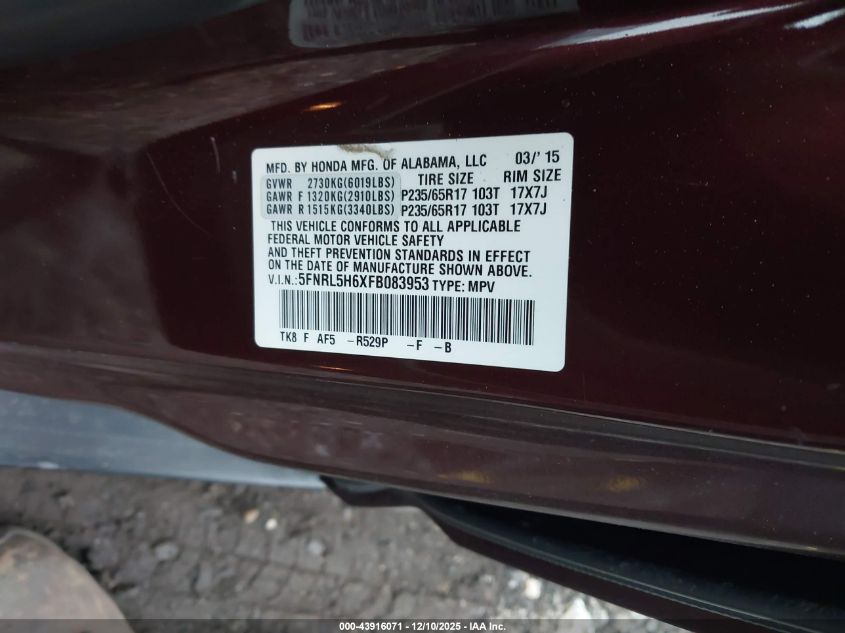 MFD. BY HONDA MFG. OF ALABAMA, LLC 03/'15
GVWR 2730KG(6019LBS) TIRE SIZE RIM SIZE
GAWR F 1320KG(2910LBS) P235/65R17 103T 17X7J
GAWR R 1515KG(3340LBS) P235/65R17 103T 17X7J
THIS VEHICLE CONFORMS TO ALL APPLICABLE
FEDERAL MOTOR VEHICLE SAFETY
AND THEFT PREVENTION STANDARDS IN EFFECT
ON THE DATE OF MANUFACTURE SHOWN ABOVE.
V.I.N.:5FNRL5H6XFB083953 TYPE: MPV
TK8 F AF5 -R529P -F -B
000-43916071 - 12/10/2025 - IAA Inc.